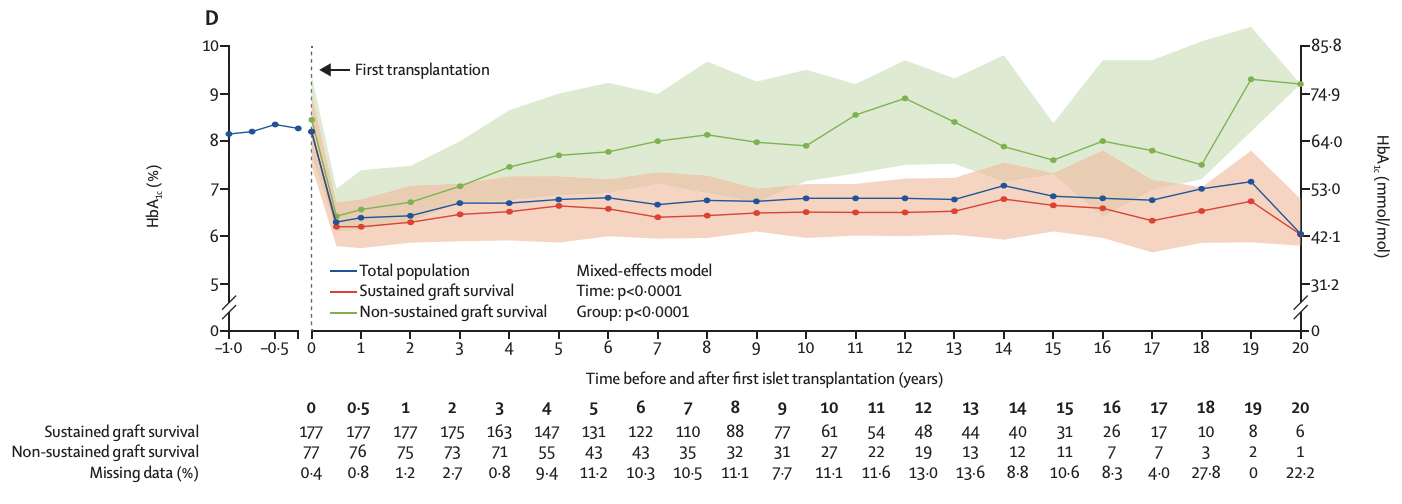 D
10
9
8
7
6
5
0
HbA1c (%)
First transplantation
85·8
74·9
64·0
53·0
42·1
31·2
0
HbA1c (mmol/mol)
Total population
Sustained graft survival
Non-sustained graft survival
Mixed-effects model
Time: p<0·0001
Group: p<0·0001
–1·0 –0·5 0 1 2 3 4 5 6 7 8 9 10 11 12 13 14 15 16 17 18 19 20
Time before and after first islet transplantation (years)
0 0·5 1 2 3 4 5 6 7 8 9 10 11 12 13 14 15 16 17 18 19 20
Sustained graft survival 177 177 177 175 163 147 131 122 110 88 77 61 54 48 44 40 31 26 17 10 8 6
Non-sustained graft survival 77 76 75 73 71 55 43 43 35 32 31 27 22 19 13 12 11 7 7 3 2 1
Missing data (%) 0·4 0·8 1·2 2·7 0·8 9·4 11·2 10·3 10·5 11·1 7·7 11·1 11·6 13·0 13·6 8·8 10·6 8·3 4·0 27·8 0 22·2